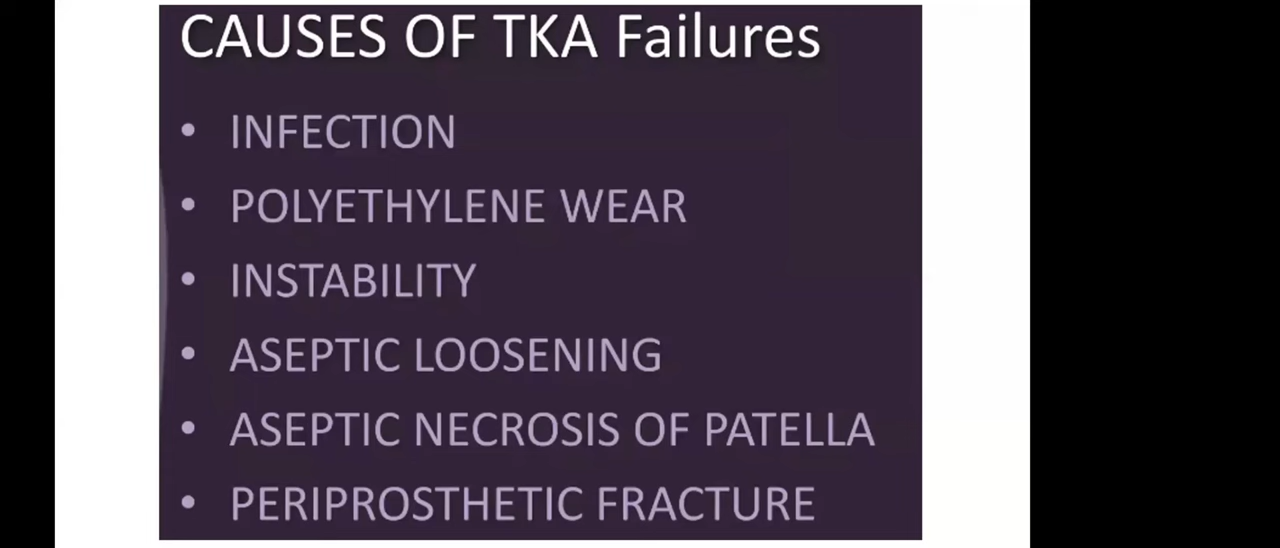 CAUSES OF TKA Failures
• INFECTION
• POLYETHYLENE WEAR
• INSTABILITY
• ASEPTIC LOOSENING
• ASEPTIC NECROSIS OF PATELLA
• PERIPROSTHETIC FRACTURE